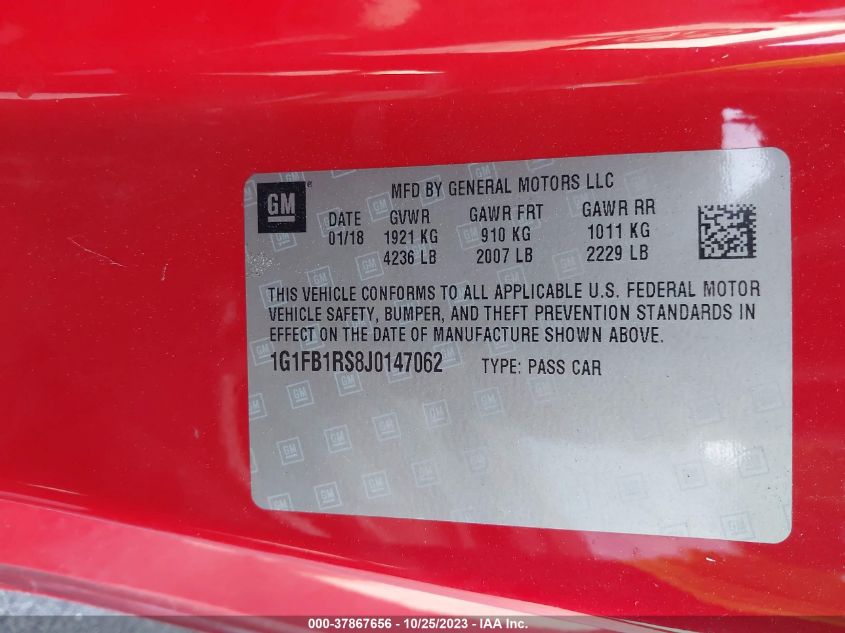 GM ® MFD BY GENERAL MOTORS LLC
DATE GVWR GAWR FRT GAWR RR
01/18 1921 KG 910 KG 1011 KG
4236 LB 2007 LB 2229 LB
THIS VEHICLE CONFORMS TO ALL APPLICABLE U.S. FEDERAL MOTOR
VEHICLE SAFETY, BUMPER, AND THEFT PREVENTION STANDARDS IN
EFFECT ON THE DATE OF MANUFACTURE SHOWN ABOVE.
1G1FB1RS8J0147062 TYPE: PASS CAR
000-37867656 - 10/25/2023 - IAA Inc.